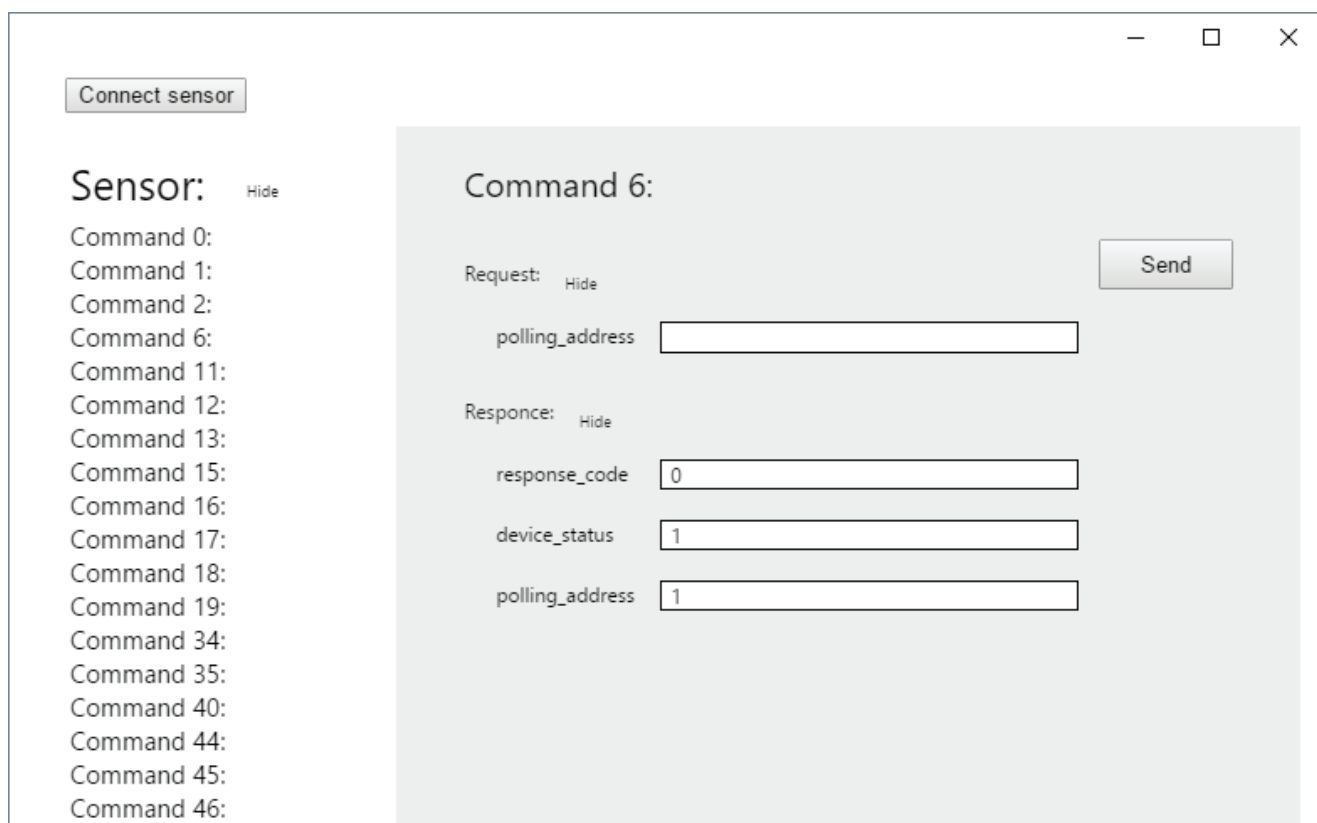 Connect sensor
Sensor: Hide
Command 0:
Command 1:
Command 2:
Command 6:
Command 11:
Command 12:
Command 13:
Command 15:
Command 16:
Command 17:
Command 18:
Command 19:
Command 34:
Command 35:
Command 40:
Command 44:
Command 45:
Command 46:
Command 6:
Send
Request: Hide
polling_address
Responce: Hide
response_code 0
device_status 1
polling_address 1